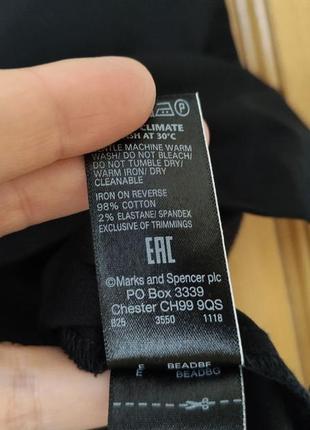 P
CLIMATE
SH AT 30°C
GENTLE MACHINE WARM
WASH/ DO NOT BLEACH/
DO NOT TUMBLE DRY/
WARM IRON/ DRY
CLEANABLE
IRON ON REVERSE
98% COTTON
2% ELASTANE/ SPANDEX
EXCLUSIVE OF TRIMMINGS
EAC
©Marks and Spencer plc
PO Box 3339
Chester CH99 9QS
B25 3550 1118
E BEADBF
BEADBG